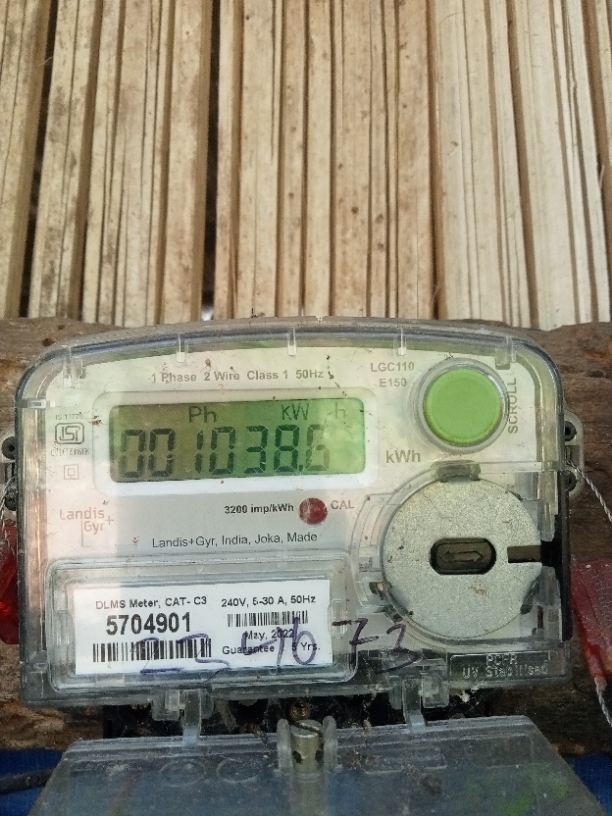 1 Phase 2 Wire Class 1 50Hz
LGC110
E150
SCROLL
Ph KW h
001038.6
kWh
ISI
3200 imp/kWh
CAL
Landis+
Gyr
Landis+Gyr, India, Joka, Made
DLMS Meter, CAT- C3
240V, 5-30 A, 50Hz
5704901
May, 2022
Guarantee Yrs.